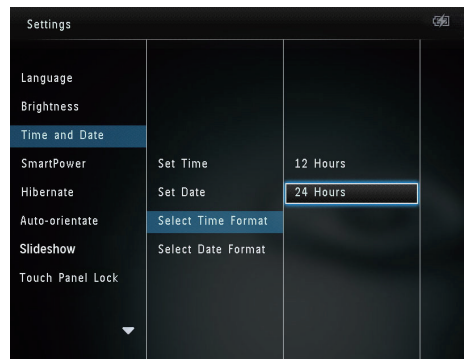 Settings
Language
Brightness
Time and Date
SmartPower
Hibernate
Auto-orientate
Slideshow
Touch Panel Lock
Set Time
Set Date
Select Time Format
Select Date Format
12 Hours
24 Hours